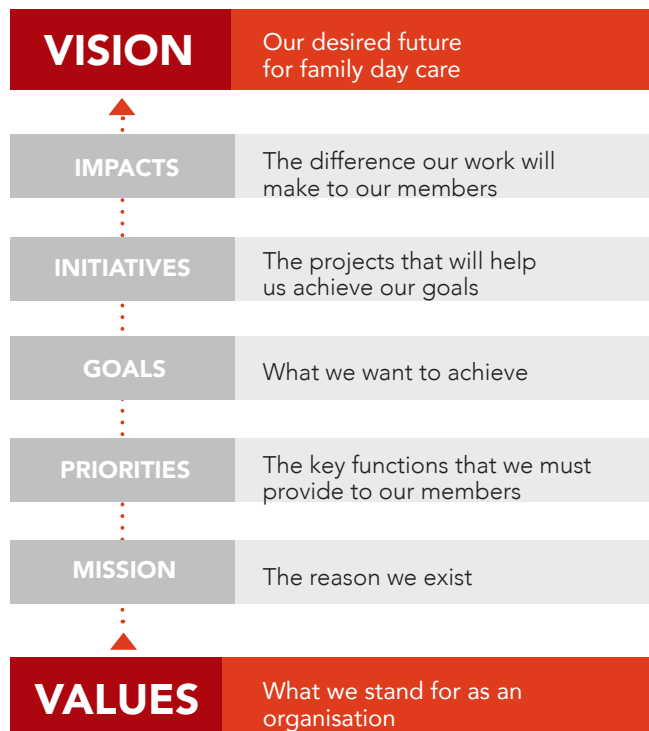 VISION
Our desired future
for family day care
IMPACTS
The difference our work will
make to our members
INITIATIVES
The projects that will help
us achieve our goals
GOALS
What we want to achieve
PRIORITIES
The key functions that we must
provide to our members
MISSION
The reason we exist
VALUES
What we stand for as an
organisation